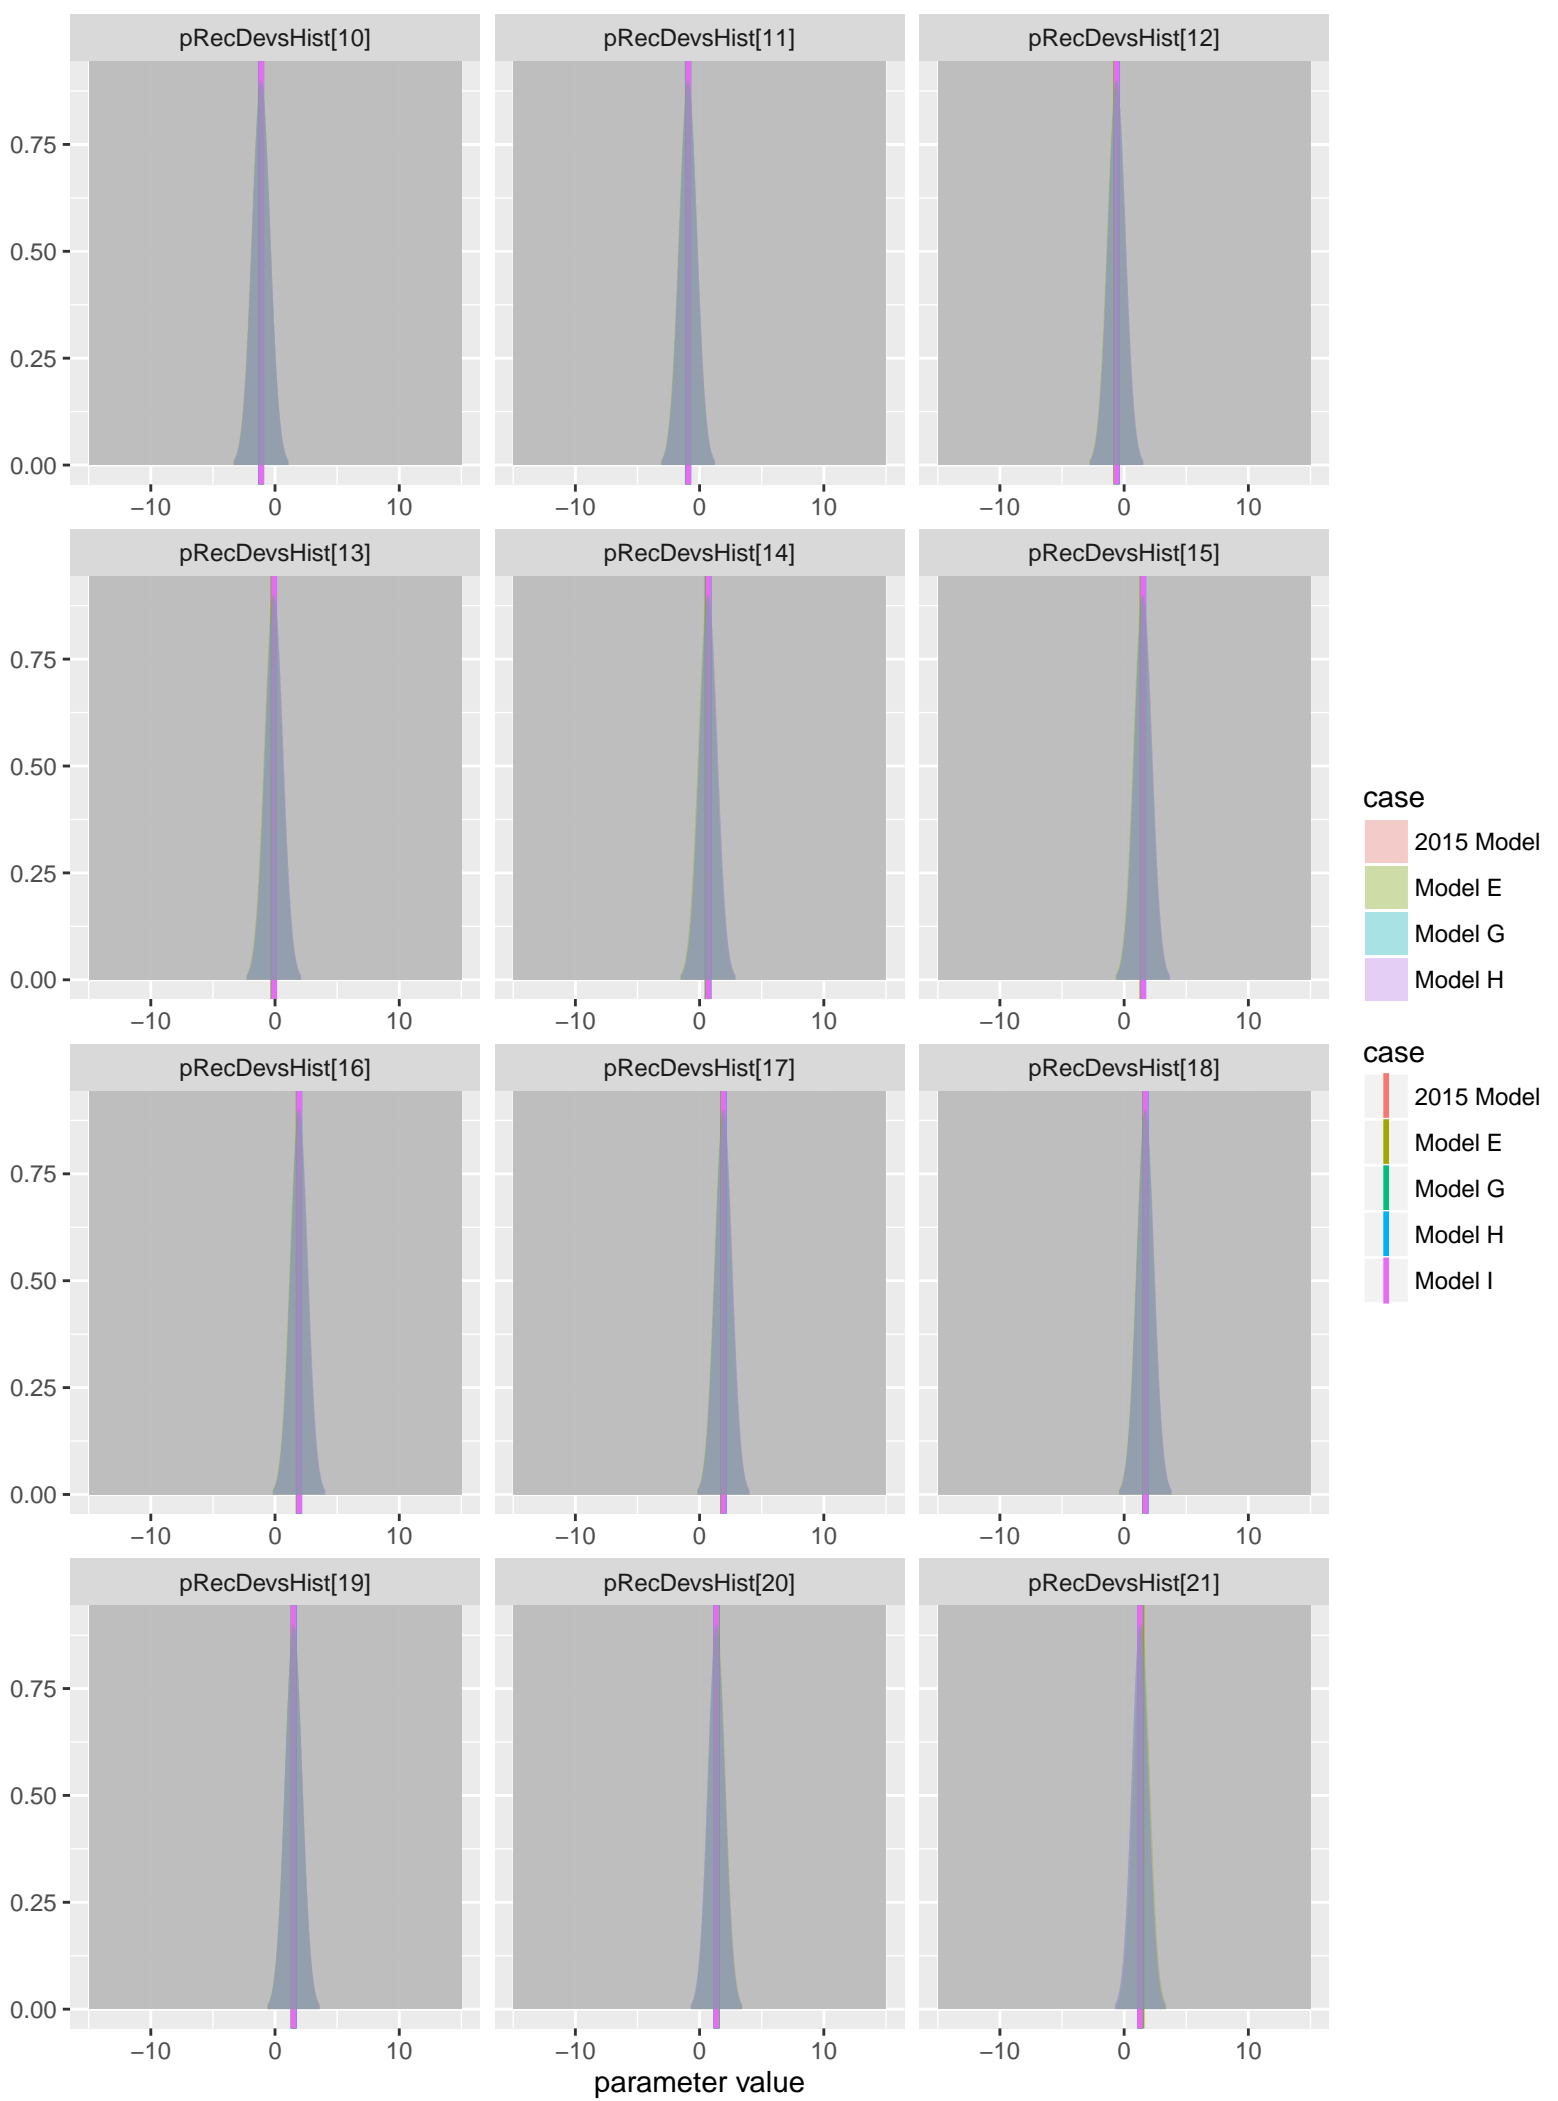 pRecDevsHist[10] pRecDevsHist[11] pRecDevsHist[12]
0.75
0.50
0.25
0.00
−10 0 10 −10 0 10 −10 0 10
pRecDevsHist[13] pRecDevsHist[14] pRecDevsHist[15]
0.75
0.50
0.25
0.00
−10 0 10 −10 0 10 −10 0 10
pRecDevsHist[16] pRecDevsHist[17] pRecDevsHist[18]
0.75
0.50
0.25
0.00
−10 0 10 −10 0 10 −10 0 10
pRecDevsHist[19] pRecDevsHist[20] pRecDevsHist[21]
0.75
0.50
0.25
0.00
−10 0 10 −10 0 10 −10 0 10
parameter value
case
2015 Model
Model E
Model G
Model H
case
2015 Model
Model E
Model G
Model H
Model I